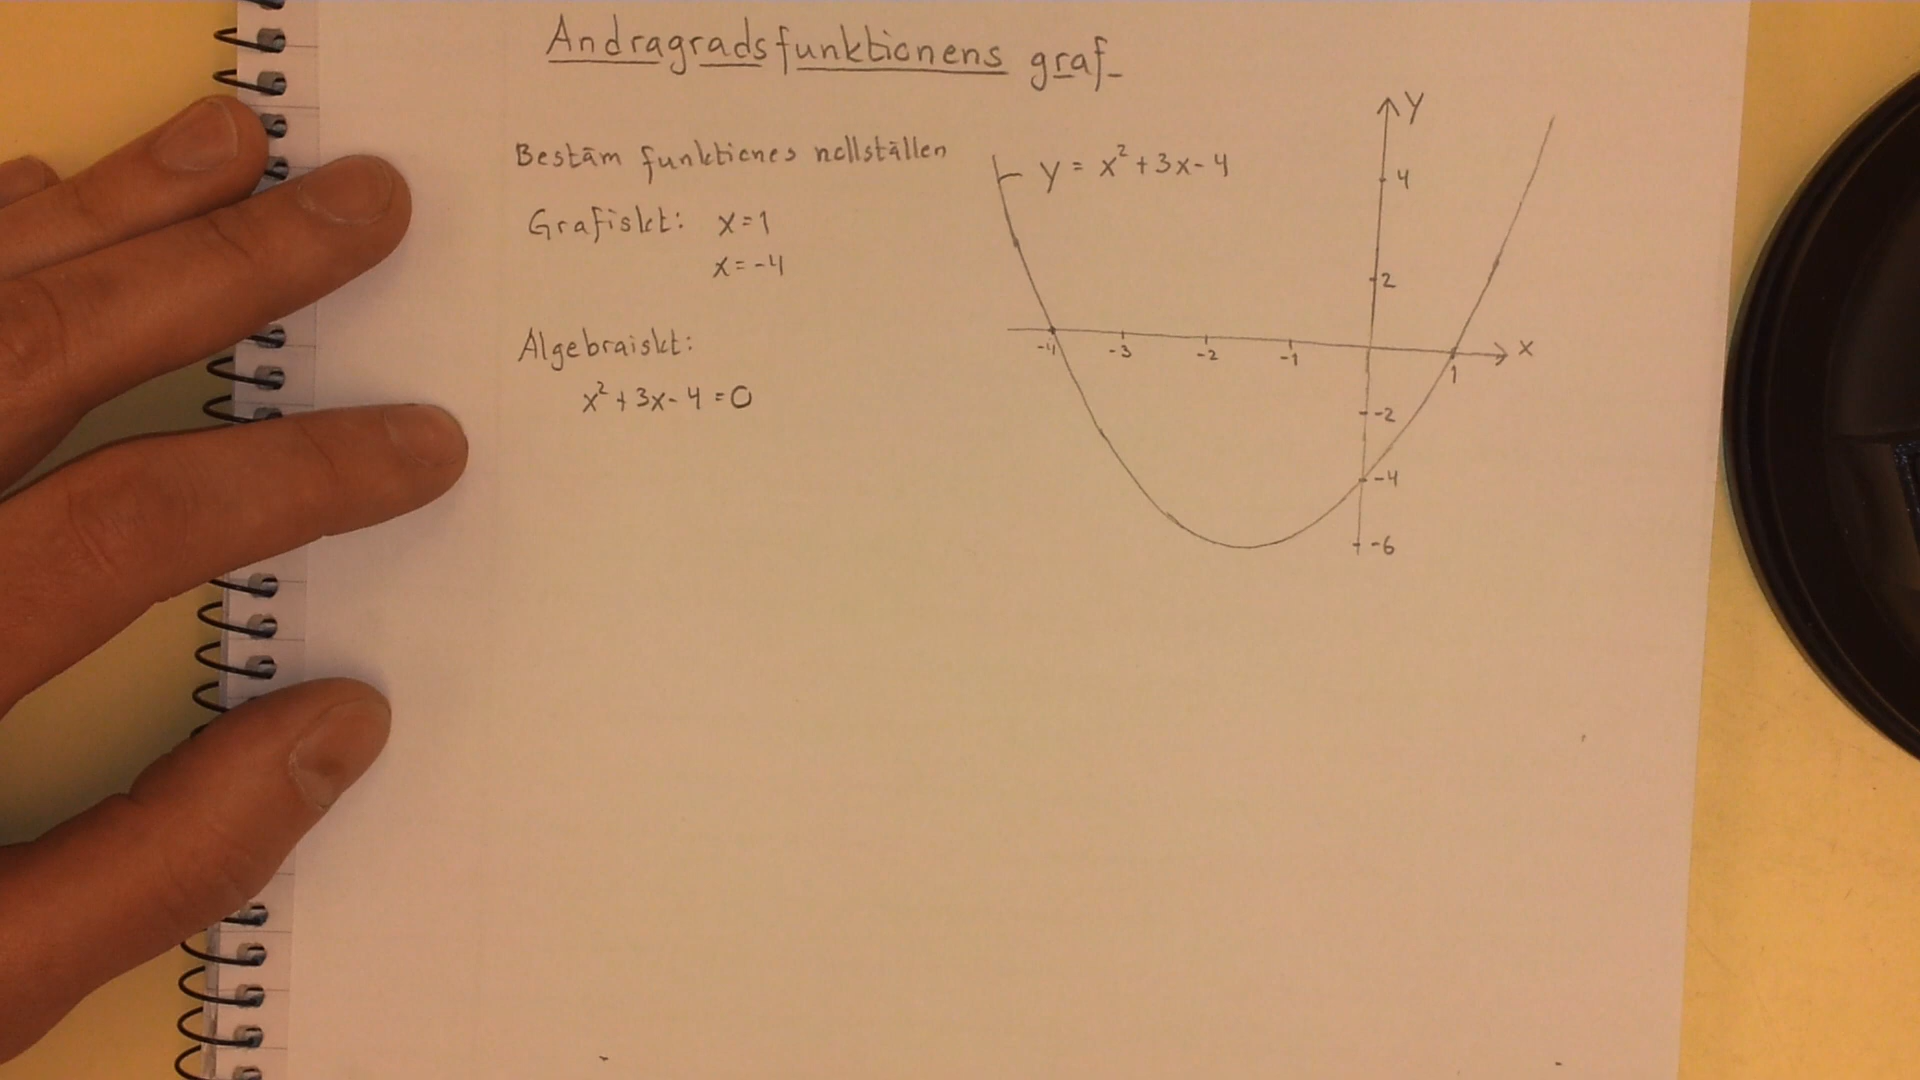 Andragradsfunktionens graf
Bestäm funktiones nollställen
Grafiskt: x=1
x=-4
Algebraiskt:
x²+3x-4=0
y = x²+3x-4
y
4
2
-4 -3 -2 -1 1 x
-2
-4
-6